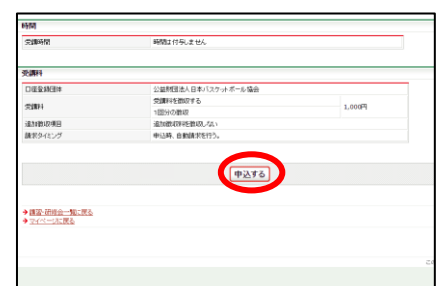 時間
受講時間 時間は付与しません
受講料
口座登録団体 公益財団法人日本バスケットボール協会
受講料 受講料を徴収する 1,000円
1回分の徴収
追加徴収項目 追加徴収料を徴収しない
請求タイミング 申込時、自動請求を行う。
申込する
講習・研修会一覧に戻る
マイページに戻る
この